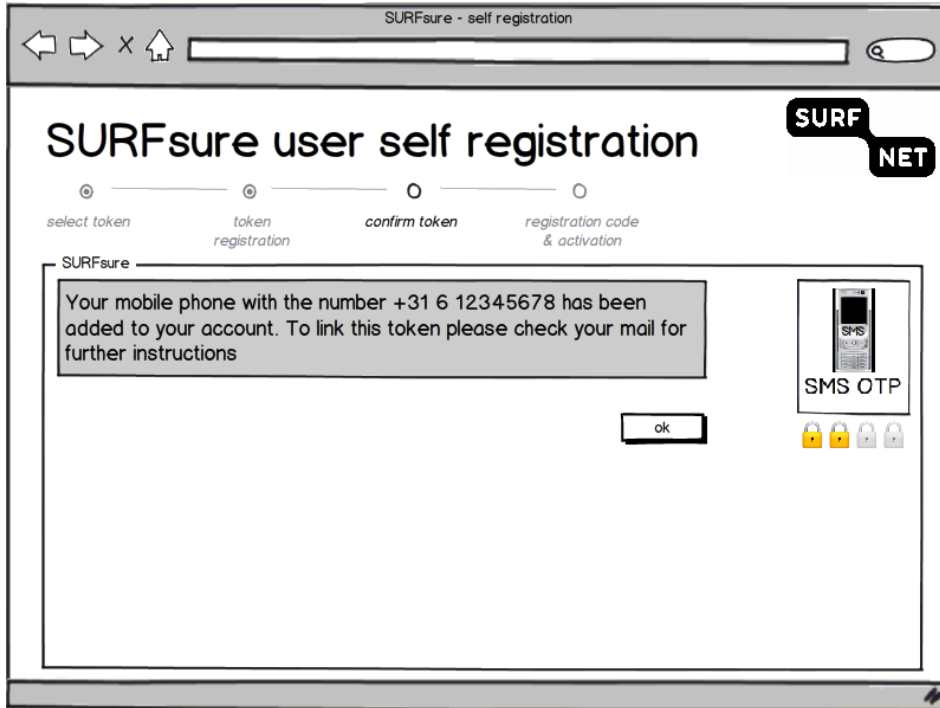 SURFsure - self registration
SURFsure user self registration
SURF
NET
select token
token
registration
confirm token
registration code
& activation
SURFsure
Your mobile phone with the number +31 6 12345678 has been
added to your account. To link this token please check your mail for
further instructions
SMS
SMS OTP
ok